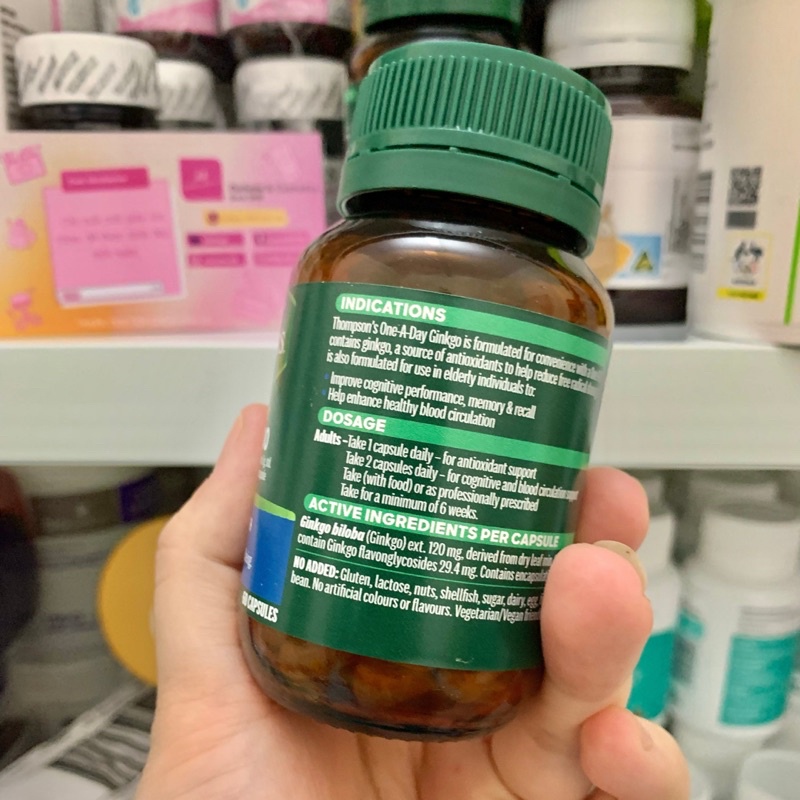 INDICATIONS
Thompson's One-A-Day Ginkgo is formulated for convenience with a
contains ginkgo, a source of antioxidants to help reduce free radical
is also formulated for use in elderly individuals to:
Improve cognitive performance, memory & recall
Help enhance healthy blood circulation
DOSAGE
Adults – Take 1 capsule daily – for antioxidant support
Take 2 capsules daily – for cognitive and blood circulation support
Take (with food) or as professionally prescribed
Take for a minimum of 6 weeks.
ACTIVE INGREDIENTS PER CAPSULE
Ginkgo biloba (Ginkgo) ext. 120 mg, derived from dry leaf
contain Ginkgo flavonglycosides 29.4 mg. Contains
NO ADDED: Gluten, lactose, nuts, shellfish, sugar, dairy, egg,
bean. No artificial colours or flavours. Vegetarian/Vegan
CAPSULES